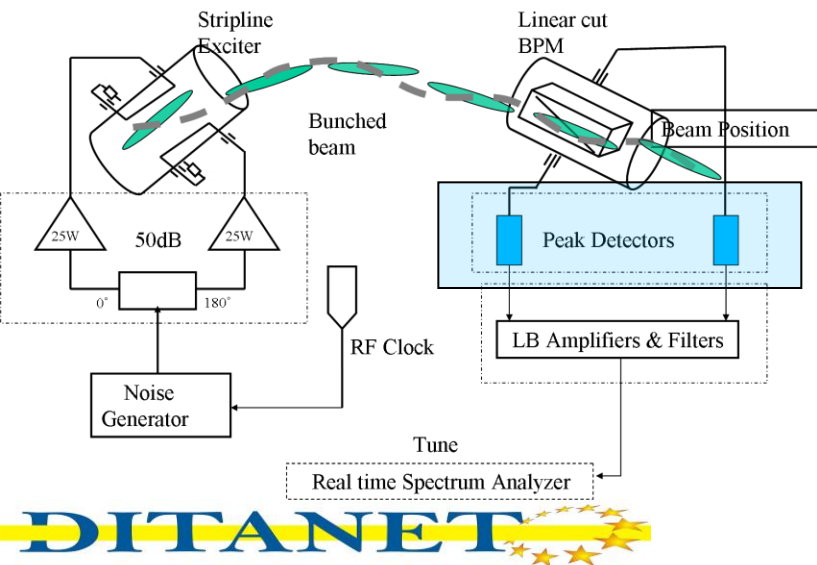 Stripline
Exciter
Linear cut
BPM
Bunched
beam
Beam Position
25W
50dB
25W
Peak Detectors
0°
180°
RF Clock
LB Amplifiers & Filters
Noise
Generator
Tune
Real time Spectrum Analyzer
DITANET